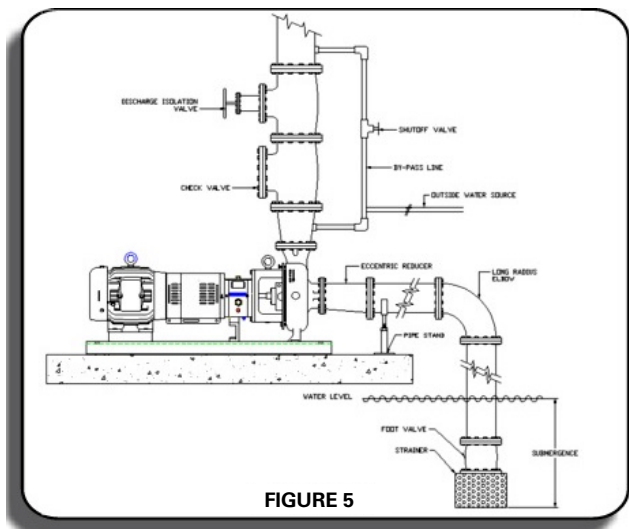 DISCHARGE ISOLATION
VALVE
SHUTOFF VALVE
BY-PASS LINE
CHECK VALVE
OUTSIDE WATER SOURCE
ECCENTRIC REDUCER
LONG RADIUS
ELBOW
PIPE STAND
WATER LEVEL
FOOT VALVE
STRAINER
SUBMERGENCE
FIGURE 5